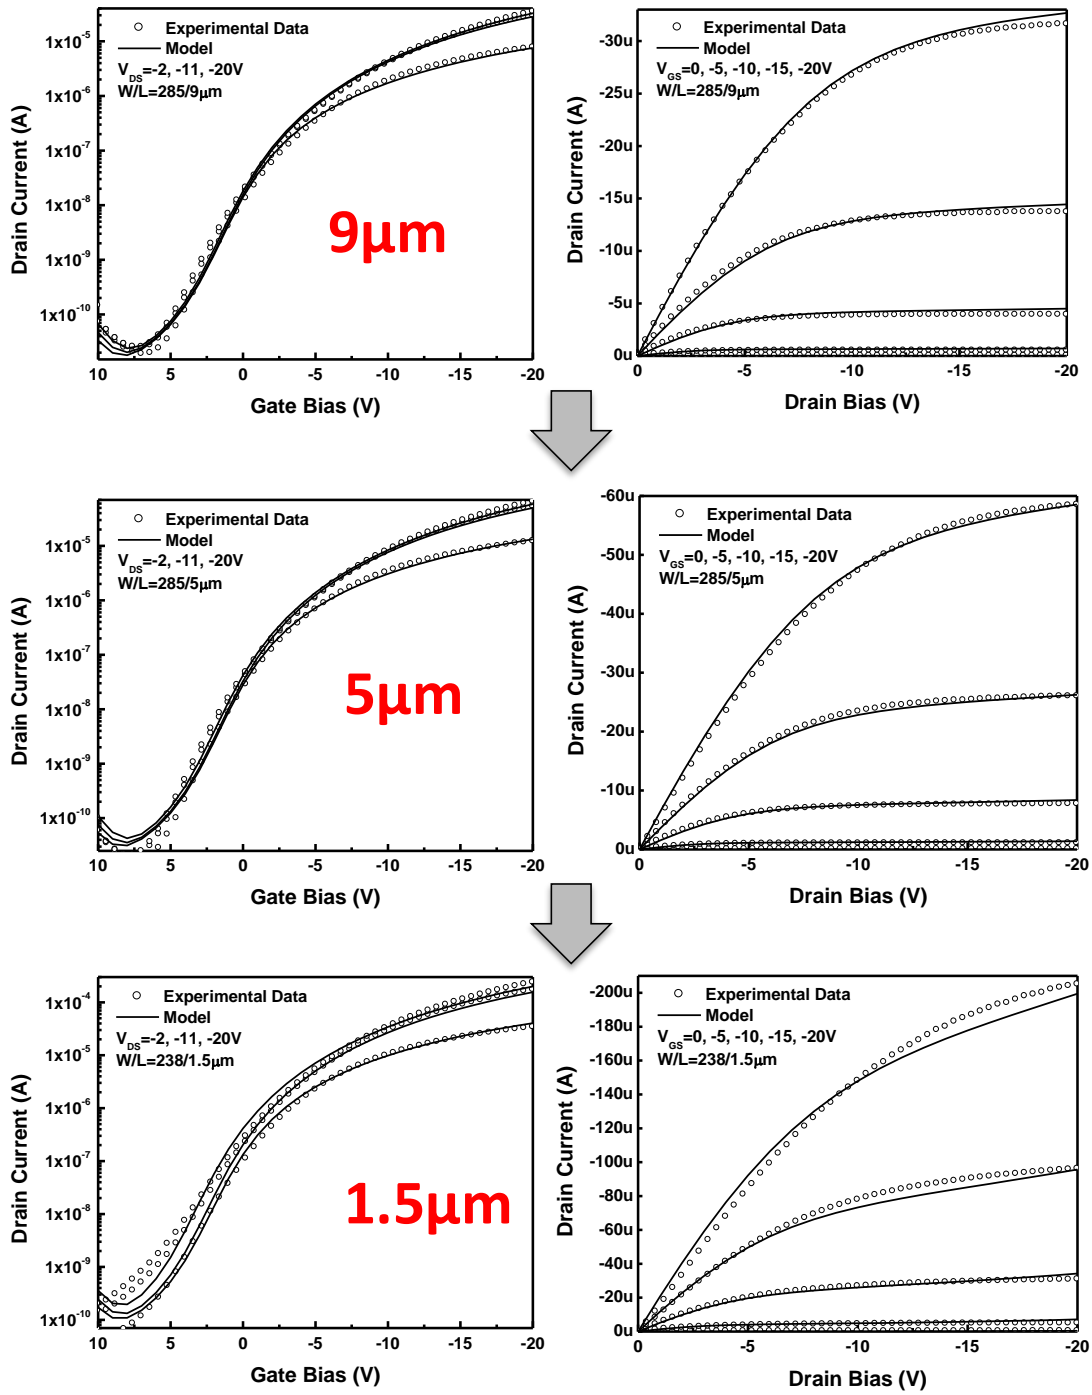 Experimental Data
Model
V_DS=-2, -11, -20V
W/L=285/9μm
1x10^-5
1x10^-6
1x10^-7
1x10^-8
1x10^-9
1x10^-10
Drain Current (A)
9μm
10 5 0 -5 -10 -15 -20
Gate Bias (V)
Experimental Data
Model
V_GS=0, -5, -10, -15, -20V
W/L=285/9μm
-30u
-25u
-20u
-15u
-10u
-5u
0u
Drain Current (A)
0 -5 -10 -15 -20
Drain Bias (V)
Experimental Data
Model
V_DS=-2, -11, -20V
W/L=285/5μm
1x10^-5
1x10^-6
1x10^-7
1x10^-8
1x10^-9
1x10^-10
Drain Current (A)
5μm
10 5 0 -5 -10 -15 -20
Gate Bias (V)
-60u
Experimental Data
Model
V_GS=0, -5, -10, -15, -20V
W/L=285/5μm
-50u
-40u
-30u
-20u
-10u
0u
Drain Current (A)
0 -5 -10 -15 -20
Drain Bias (V)
Experimental Data
Model
V_DS=-2, -11, -20V
W/L=238/1.5μm
1x10^-4
1x10^-5
1x10^-6
1x10^-7
1x10^-8
1x10^-9
1x10^-10
Drain Current (A)
1.5μm
10 5 0 -5 -10 -15 -20
Gate Bias (V)
Experimental Data
Model
V_GS=0, -5, -10, -15, -20V
W/L=238/1.5μm
-200u
-180u
-160u
-140u
-120u
-100u
-80u
-60u
-40u
-20u
0u
Drain Current (A)
0 -5 -10 -15 -20
Drain Bias (V)